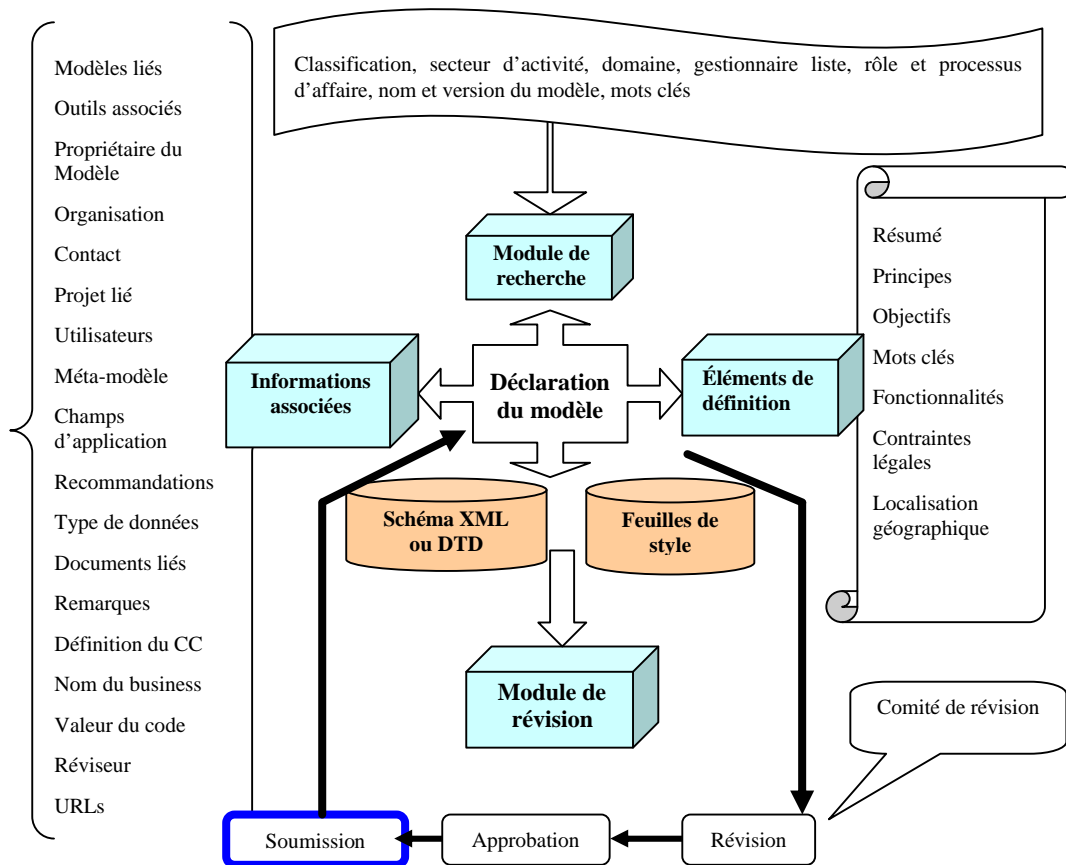 Modèles liés
Outils associés
Propriétaire du
Modèle
Organisation
Contact
Projet lié
Utilisateurs
Méta-modèle
Champs
d’application
Recommandations
Type de données
Documents liés
Remarques
Définition du CC
Nom du business
Valeur du code
Réviseur
URLs
Classification, secteur d’activité, domaine, gestionnaire liste, rôle et processus
d’affaire, nom et version du modèle, mots clés
Module de
recherche
Informations
associées
Déclaration
du modèle
Éléments de
définition
Résumé
Principes
Objectifs
Mots clés
Fonctionnalités
Contraintes
légales
Localisation
géographique
Schéma XML
ou DTD
Feuilles de
style
Module de
révision
Comité de révision
Soumission
Approbation
Révision